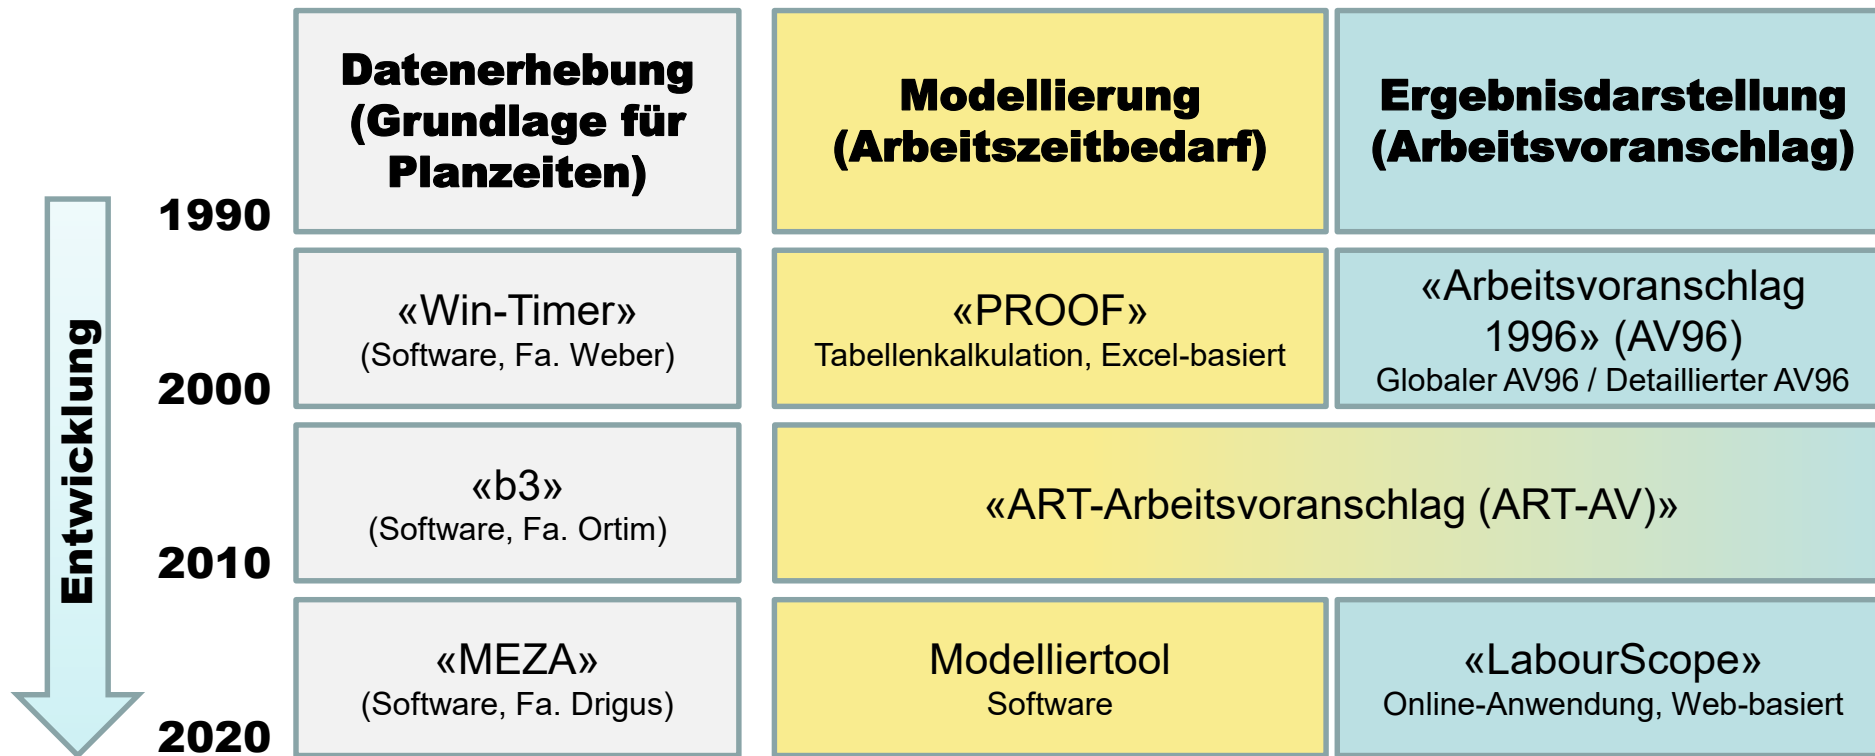 Datenerhebung
(Grundlage für
Planzeiten)
Modellierung
(Arbeitszeitbedarf)
Ergebnisdarstellung
(Arbeitsvoranschlag)
Entwicklung
1990
«Win-Timer»
(Software, Fa. Weber)
«PROOF»
Tabellenkalkulation, Excel-basiert
«Arbeitsvoranschlag
1996» (AV96)
Globaler AV96 / Detaillierter AV96
2000
«b3»
(Software, Fa. Ortim)
«ART-Arbeitsvoranschlag (ART-AV)»
2010
«MEZA»
(Software, Fa. Drigus)
Modelliertool
Software
«LabourScope»
Online-Anwendung, Web-basiert
2020